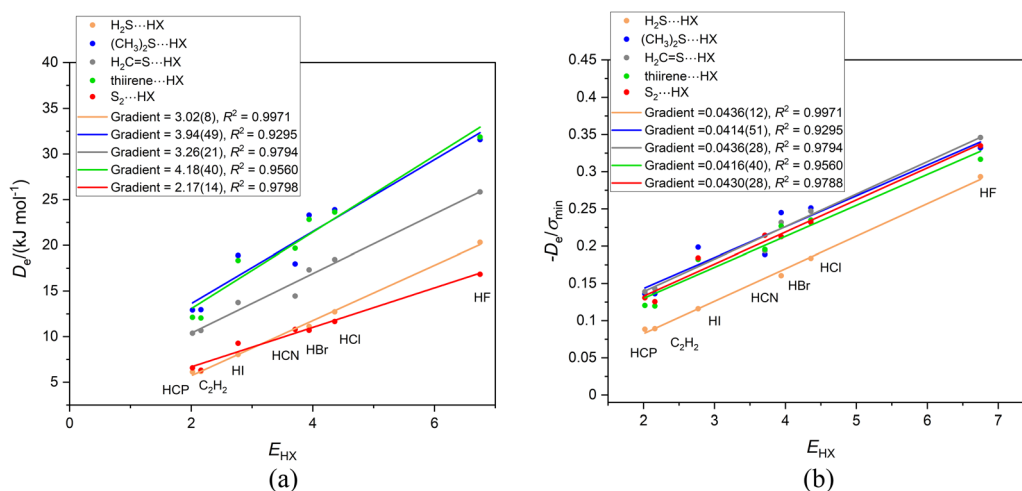 H₂S···HX
(CH₃)₂S···HX
H₂C=S···HX
thiirene···HX
S₂···HX
Gradient = 3.02(8), R² = 0.9971
Gradient = 3.94(49), R² = 0.9295
Gradient = 3.26(21), R² = 0.9794
Gradient = 4.18(40), R² = 0.9560
Gradient = 2.17(14), R² = 0.9798
40
35
30
25
20
15
10
5
Dₑ/(kJ mol⁻¹)
HCP
C₂H₂
HI
HCN
HBr
HCl
HF
0
2
4
6
E_HX
(a)
H₂S···HX
(CH₃)₂S···HX
H₂C=S···HX
thiirene···HX
S₂···HX
Gradient =0.0436(12), R² = 0.9971
Gradient =0.0414(51), R² = 0.9295
Gradient =0.0436(28), R² = 0.9794
Gradient =0.0416(40), R² = 0.9560
Gradient =0.0430(28), R² = 0.9788
0.45
0.4
0.35
0.3
0.25
0.2
0.15
0.1
0.05
0
-Dₑ/σ_min
HCP
C₂H₂
HI
HCN
HBr
HCl
HF
1
2
3
4
5
6
7
E_HX
(b)